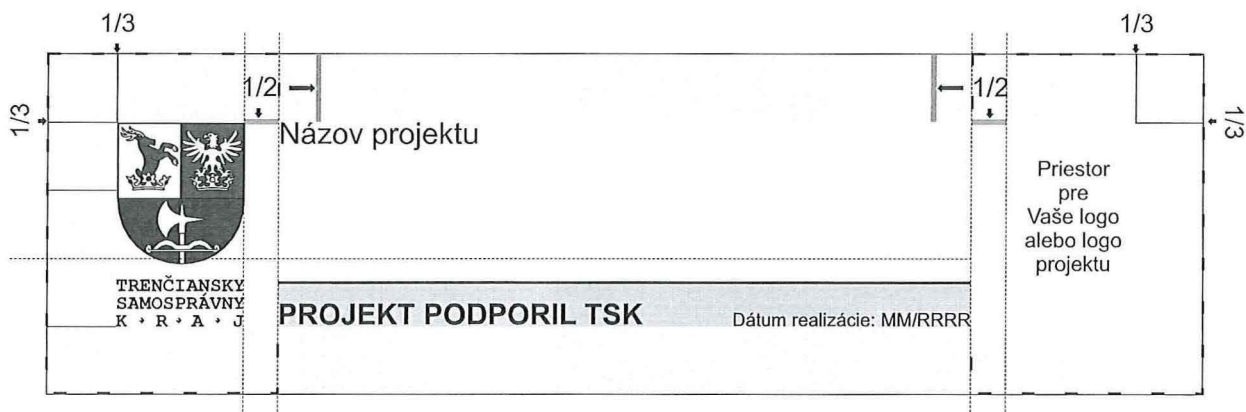 1/3
1/3
1/2
1/2
1/3
1/3
Názov projektu
Priestor
pre
Vaše logo
alebo logo
projektu
TRENČIANSKY
SAMOSPRÁVNY
K • R • A • J
PROJEKT PODPORIL TSK
Dátum realizácie: MM/RRRR